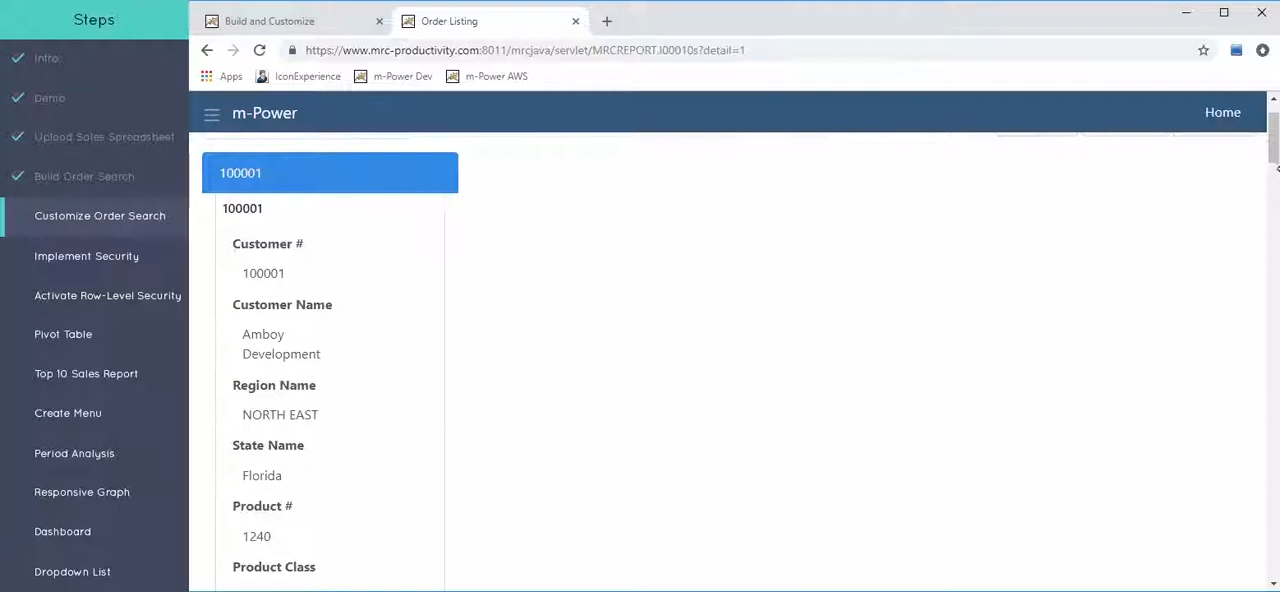 Steps
Intro
Demo
Upload Sales Spreadsheet
Build Order Search
Customize Order Search
Implement Security
Activate Row-Level Security
Pivot Table
Top 10 Sales Report
Create Menu
Period Analysis
Responsive Graph
Dashboard
Dropdown List
Build and Customize
Order Listing
https://www.mrc-productivity.com:8011/mrcjava/servlet/MRCREPORT.I00010s?detail=1
Apps IconExperience m-Power Dev m-Power AWS
m-Power Home
100001
100001
Customer #
100001
Customer Name
Amboy
Development
Region Name
NORTH EAST
State Name
Florida
Product #
1240
Product Class